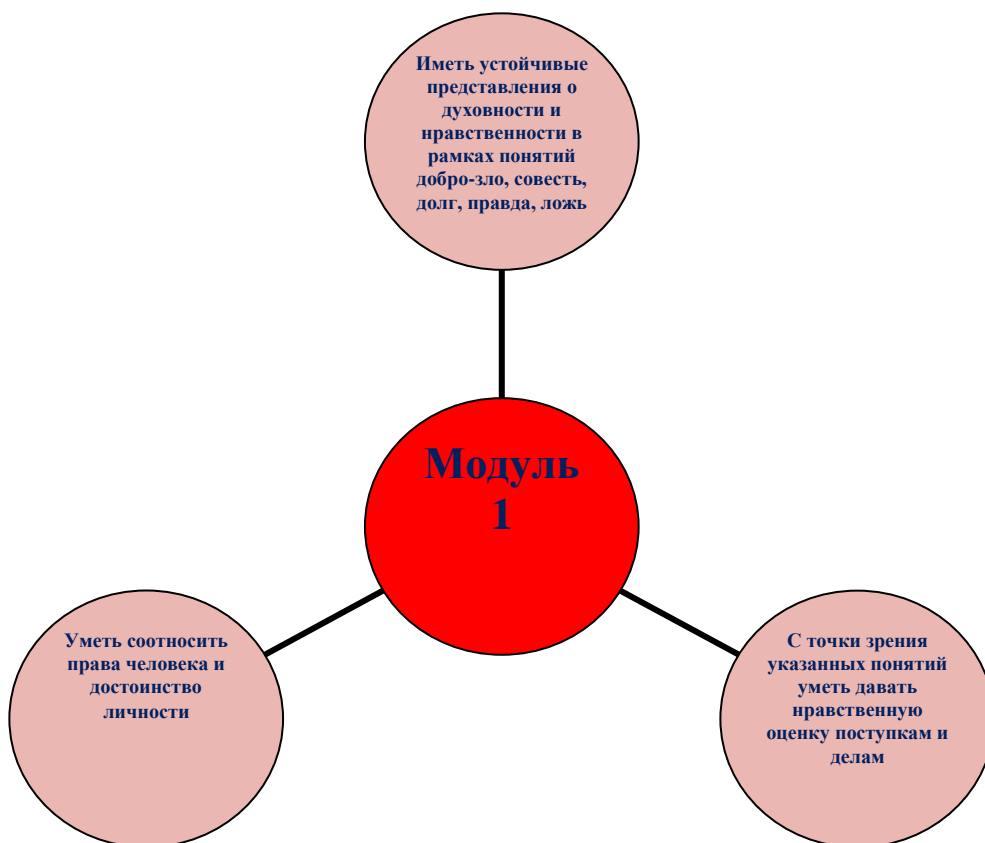 Иметь устойчивые
представления о
духовности и
нравственности в
рамках понятий
добро-зло, совесть,
долг, правда, ложь
Модуль
1
Уметь соотносить
права человека и
достоинство
личности
С точки зрения
указанных понятий
уметь давать
нравственную
оценку поступкам и
делам